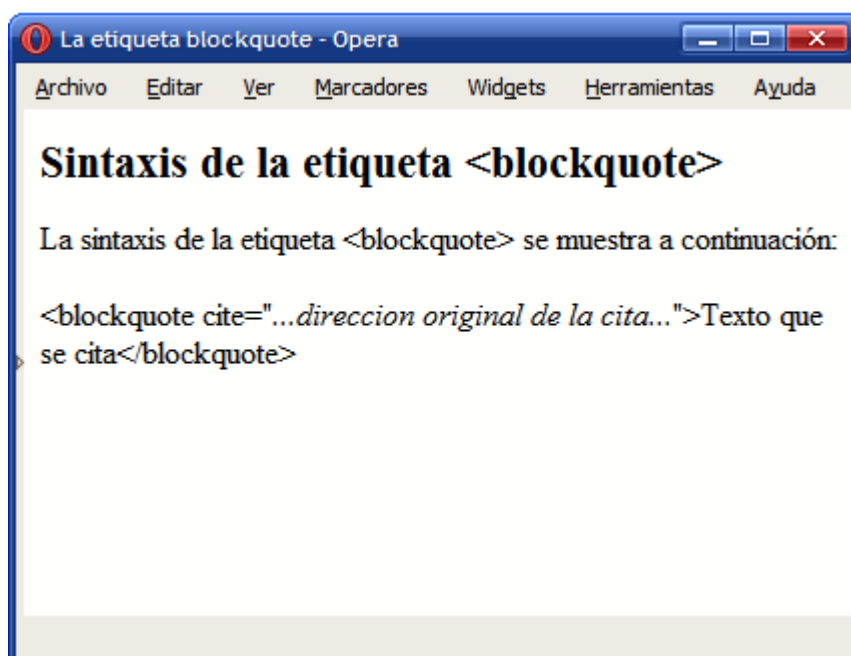 La etiqueta blockquote - Opera
Archivo Editar Ver Marcadores Widgets Herramientas Ayuda
Sintaxis de la etiqueta <blockquote>
La sintaxis de la etiqueta <blockquote> se muestra a continuación:
<blockquote cite="...direccion original de la cita...">Texto que
se cita</blockquote>